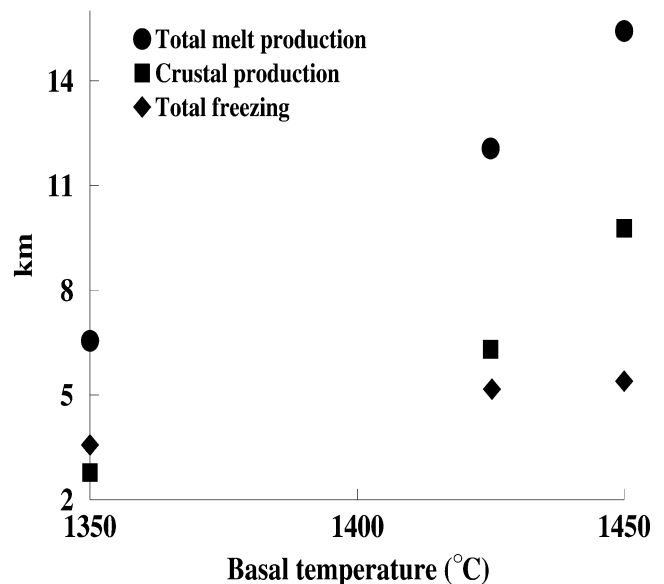 Total melt production
Crustal production
Total freezing
14
11
8
5
2
km
1350
1400
1450
Basal temperature (°C)